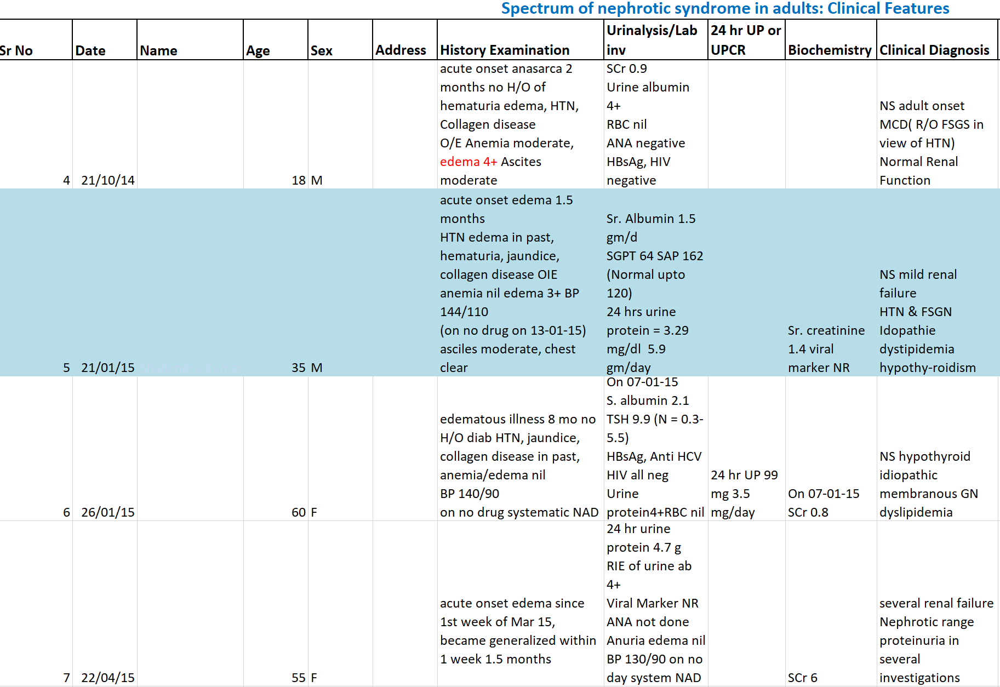 Spectrum of nephrotic syndrome in adults: Clinical Features
Sr No
Date
Name
Age
Sex
Address
History Examination
Urinalysis/Lab
inv
24 hr UP or
UPCR
Biochemistry
Clinical Diagnosis
4
21/10/14
18
M
acute onset anasarca 2
months no H/O of
hematuria edema, HTN,
Collagen disease
O/E Anemia moderate,
edema 4+ Ascites
moderate
SCr 0.9
Urine albumin
4+
RBC nil
ANA negative
HBsAg, HIV
negative
NS adult onset
MCD( R/O FSGS in
view of HTN)
Normal Renal
Function
5
21/01/15
35
M
acute onset edema 1.5
months
HTN edema in past,
hematuria, jaundice,
collagen disease OIE
anemia nil edema 3+ BP
144/110
(on no drug on 13-01-15)
asciles moderate, chest
clear
Sr. Albumin 1.5
gm/d
SGPT 64 SAP 162
(Normal upto
120)
24 hrs urine
protein = 3.29
mg/dl  5.9
gm/day
Sr. creatinine
1.4 viral
marker NR
NS mild renal
failure
HTN & FSGN
Idopathie
dystipidemia
hypothy-roidism
6
26/01/15
60
F
edematous illness 8 mo no
H/O diab HTN, jaundice,
collagen disease in past,
anemia/edema nil
BP 140/90
on no drug systematic NAD
On 07-01-15
S. albumin 2.1
TSH 9.9 (N = 0.3-
5.5)
HBsAg, Anti HCV
HIV all neg
Urine
protein4+RBC nil
24 hr UP 99
mg 3.5
mg/day
On 07-01-15
SCr 0.8
NS hypothyroid
idiopathic
membranous GN
dyslipidemia
7
22/04/15
55
F
acute onset edema since
1st week of Mar 15,
became generalized within
1 week 1.5 months
24 hr urine
protein 4.7 g
RIE of urine ab
4+
Viral Marker NR
ANA not done
Anuria edema nil
BP 130/90 on no
day system NAD
SCr 6
several renal failure
Nephrotic range
proteinuria in
several
investigations